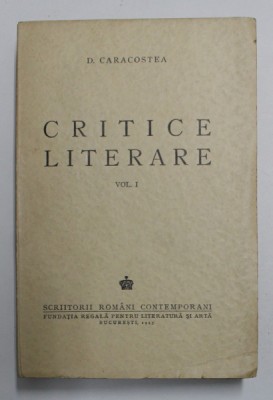 D. CARACOSTEA
CRITICE
LITERARE
VOL. I
SCRIITORII ROMÂNI CONTEMPORANI
FUNDAȚIA REGALĂ PENTRU LITERATURĂ ȘI ARTĂ
BUCUREȘTI,